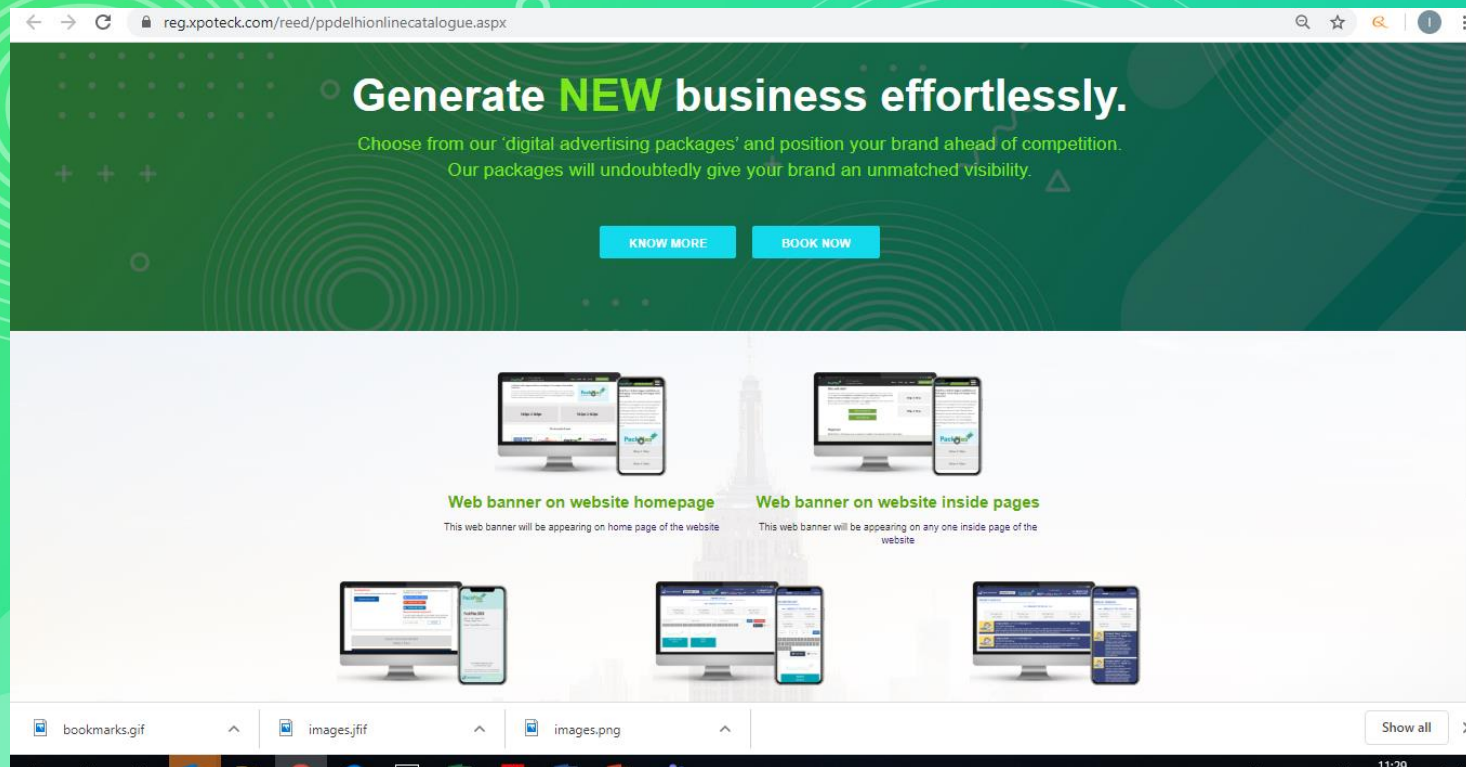 reg.xpoteck.com/reed/ppdelhionlinecatalogue.aspx
Generate NEW business effortlessly.
Choose from our ‘digital advertising packages’ and position your brand ahead of competition.
Our packages will undoubtedly give your brand an unmatched visibility.
KNOW MORE
BOOK NOW
Web banner on website homepage
This web banner will be appearing on home page of the website
Web banner on website inside pages
This web banner will be appearing on any one inside page of the
website
bookmarks.gif
images.jfif
images.png
Show all
11:29